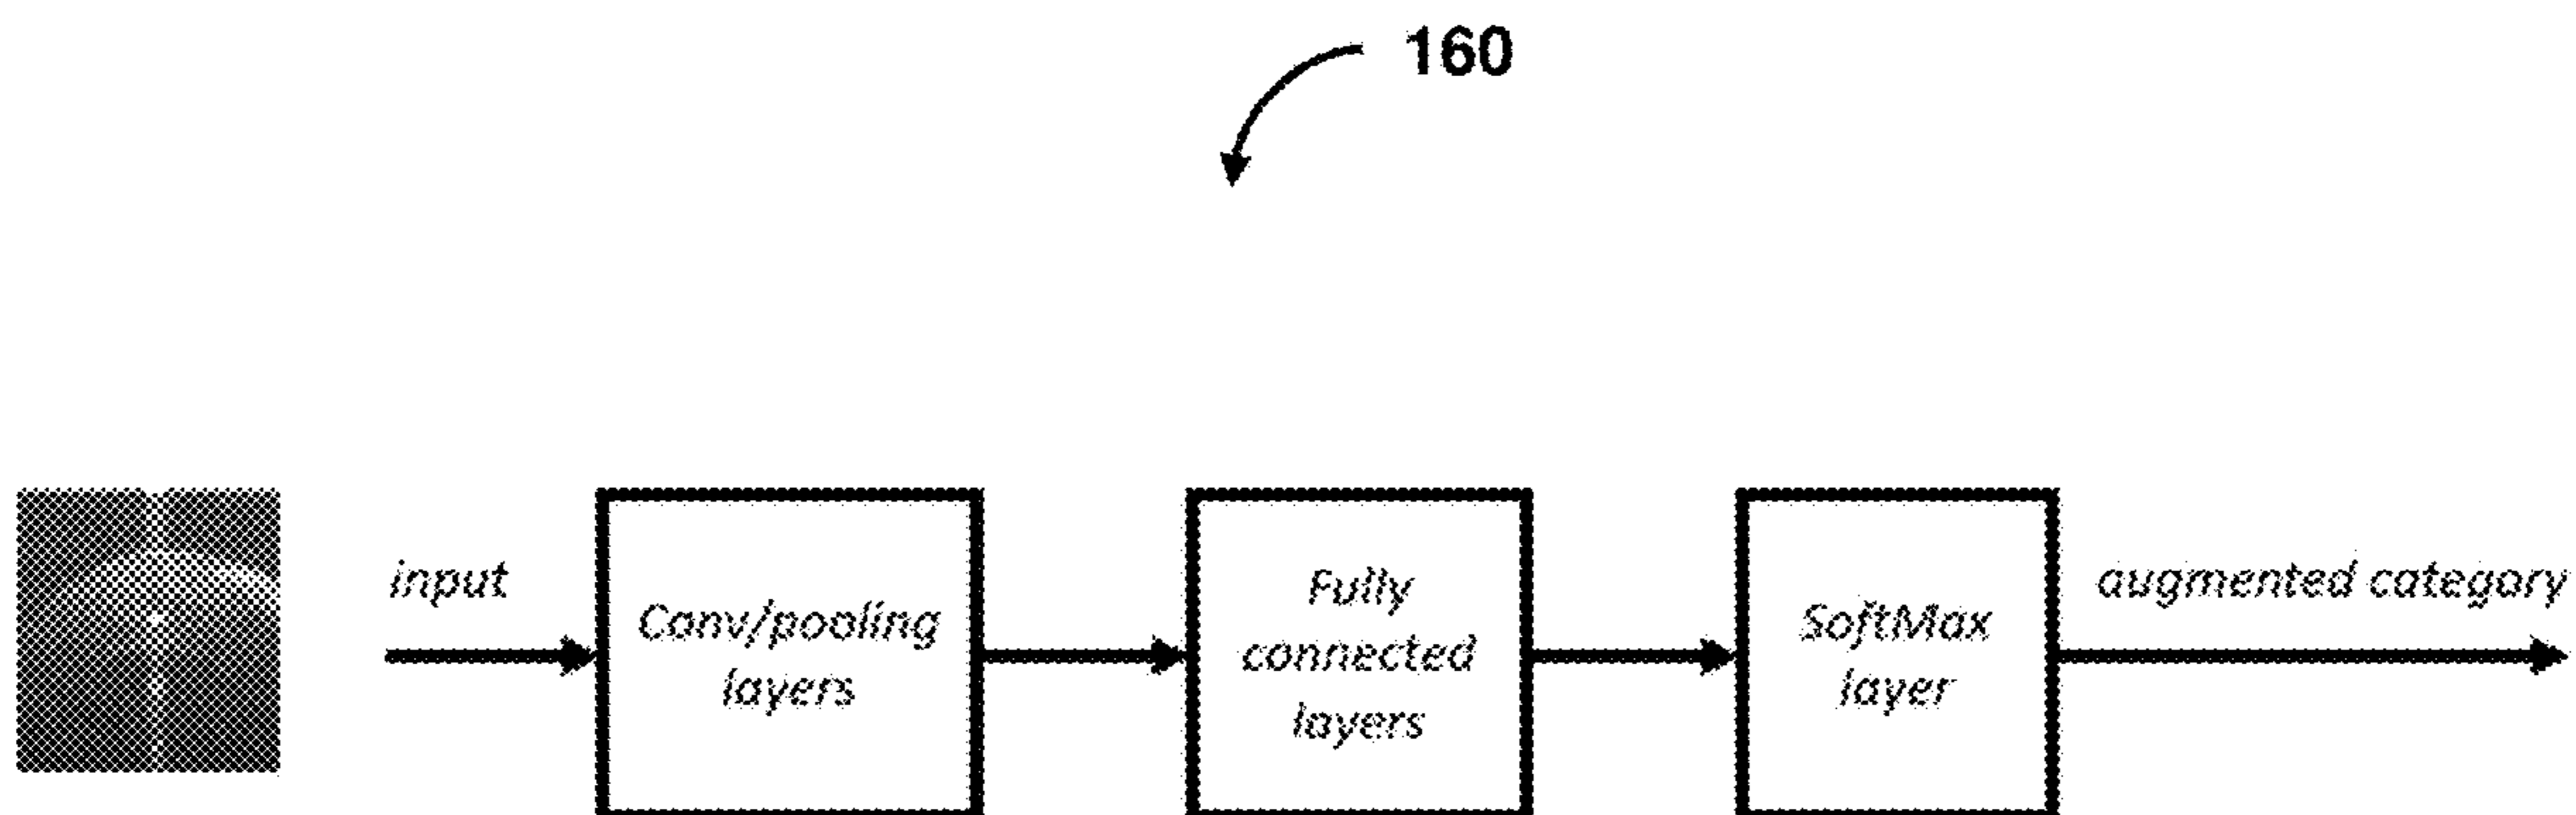 160
input
Conv/pooling
layers
Fully
connected
layers
SoftMax
layer
augmented category